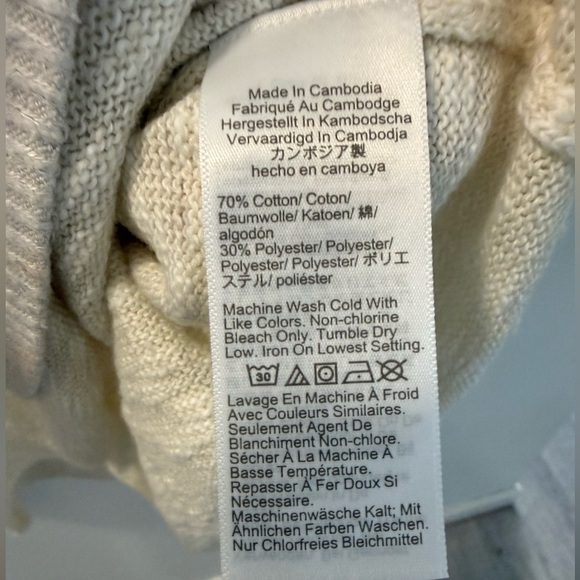 Made In Cambodia
Fabriqué Au Cambodge
Hergestellt In Kambodscha
Vervaardigd In Cambodja
カンボジア製
hecho en camboya
70% Cotton/ Coton/
Baumwolle/ Katoen/ 綿/
algodón
30% Polyester/ Polyester/
Polyester/ Polyester/ ポリエ
ステル/ poliéster
Machine Wash Cold With
Like Colors. Non-chlorine
Bleach Only. Tumble Dry
Low. Iron On Lowest Setting.
30
Lavage En Machine À Froid
Avec Couleurs Similaires.
Seulement Agent De
Blanchiment Non-chlore.
Sécher À La Machine À
Basse Température.
Repasser À Fer Doux Si
Nécessaire.
Maschinenwäsche Kalt; Mit
Ähnlichen Farben Waschen.
Nur Chlorfreies Bleichmittel